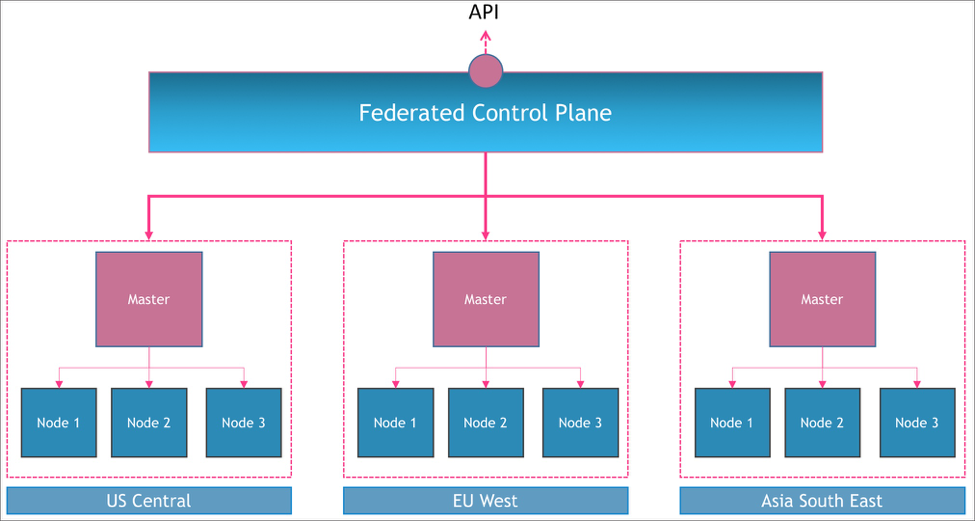 API
Federated Control Plane
Master
Master
Master
Node 1
Node 2
Node 3
Node 1
Node 2
Node 3
Node 1
Node 2
Node 3
US Central
EU West
Asia South East